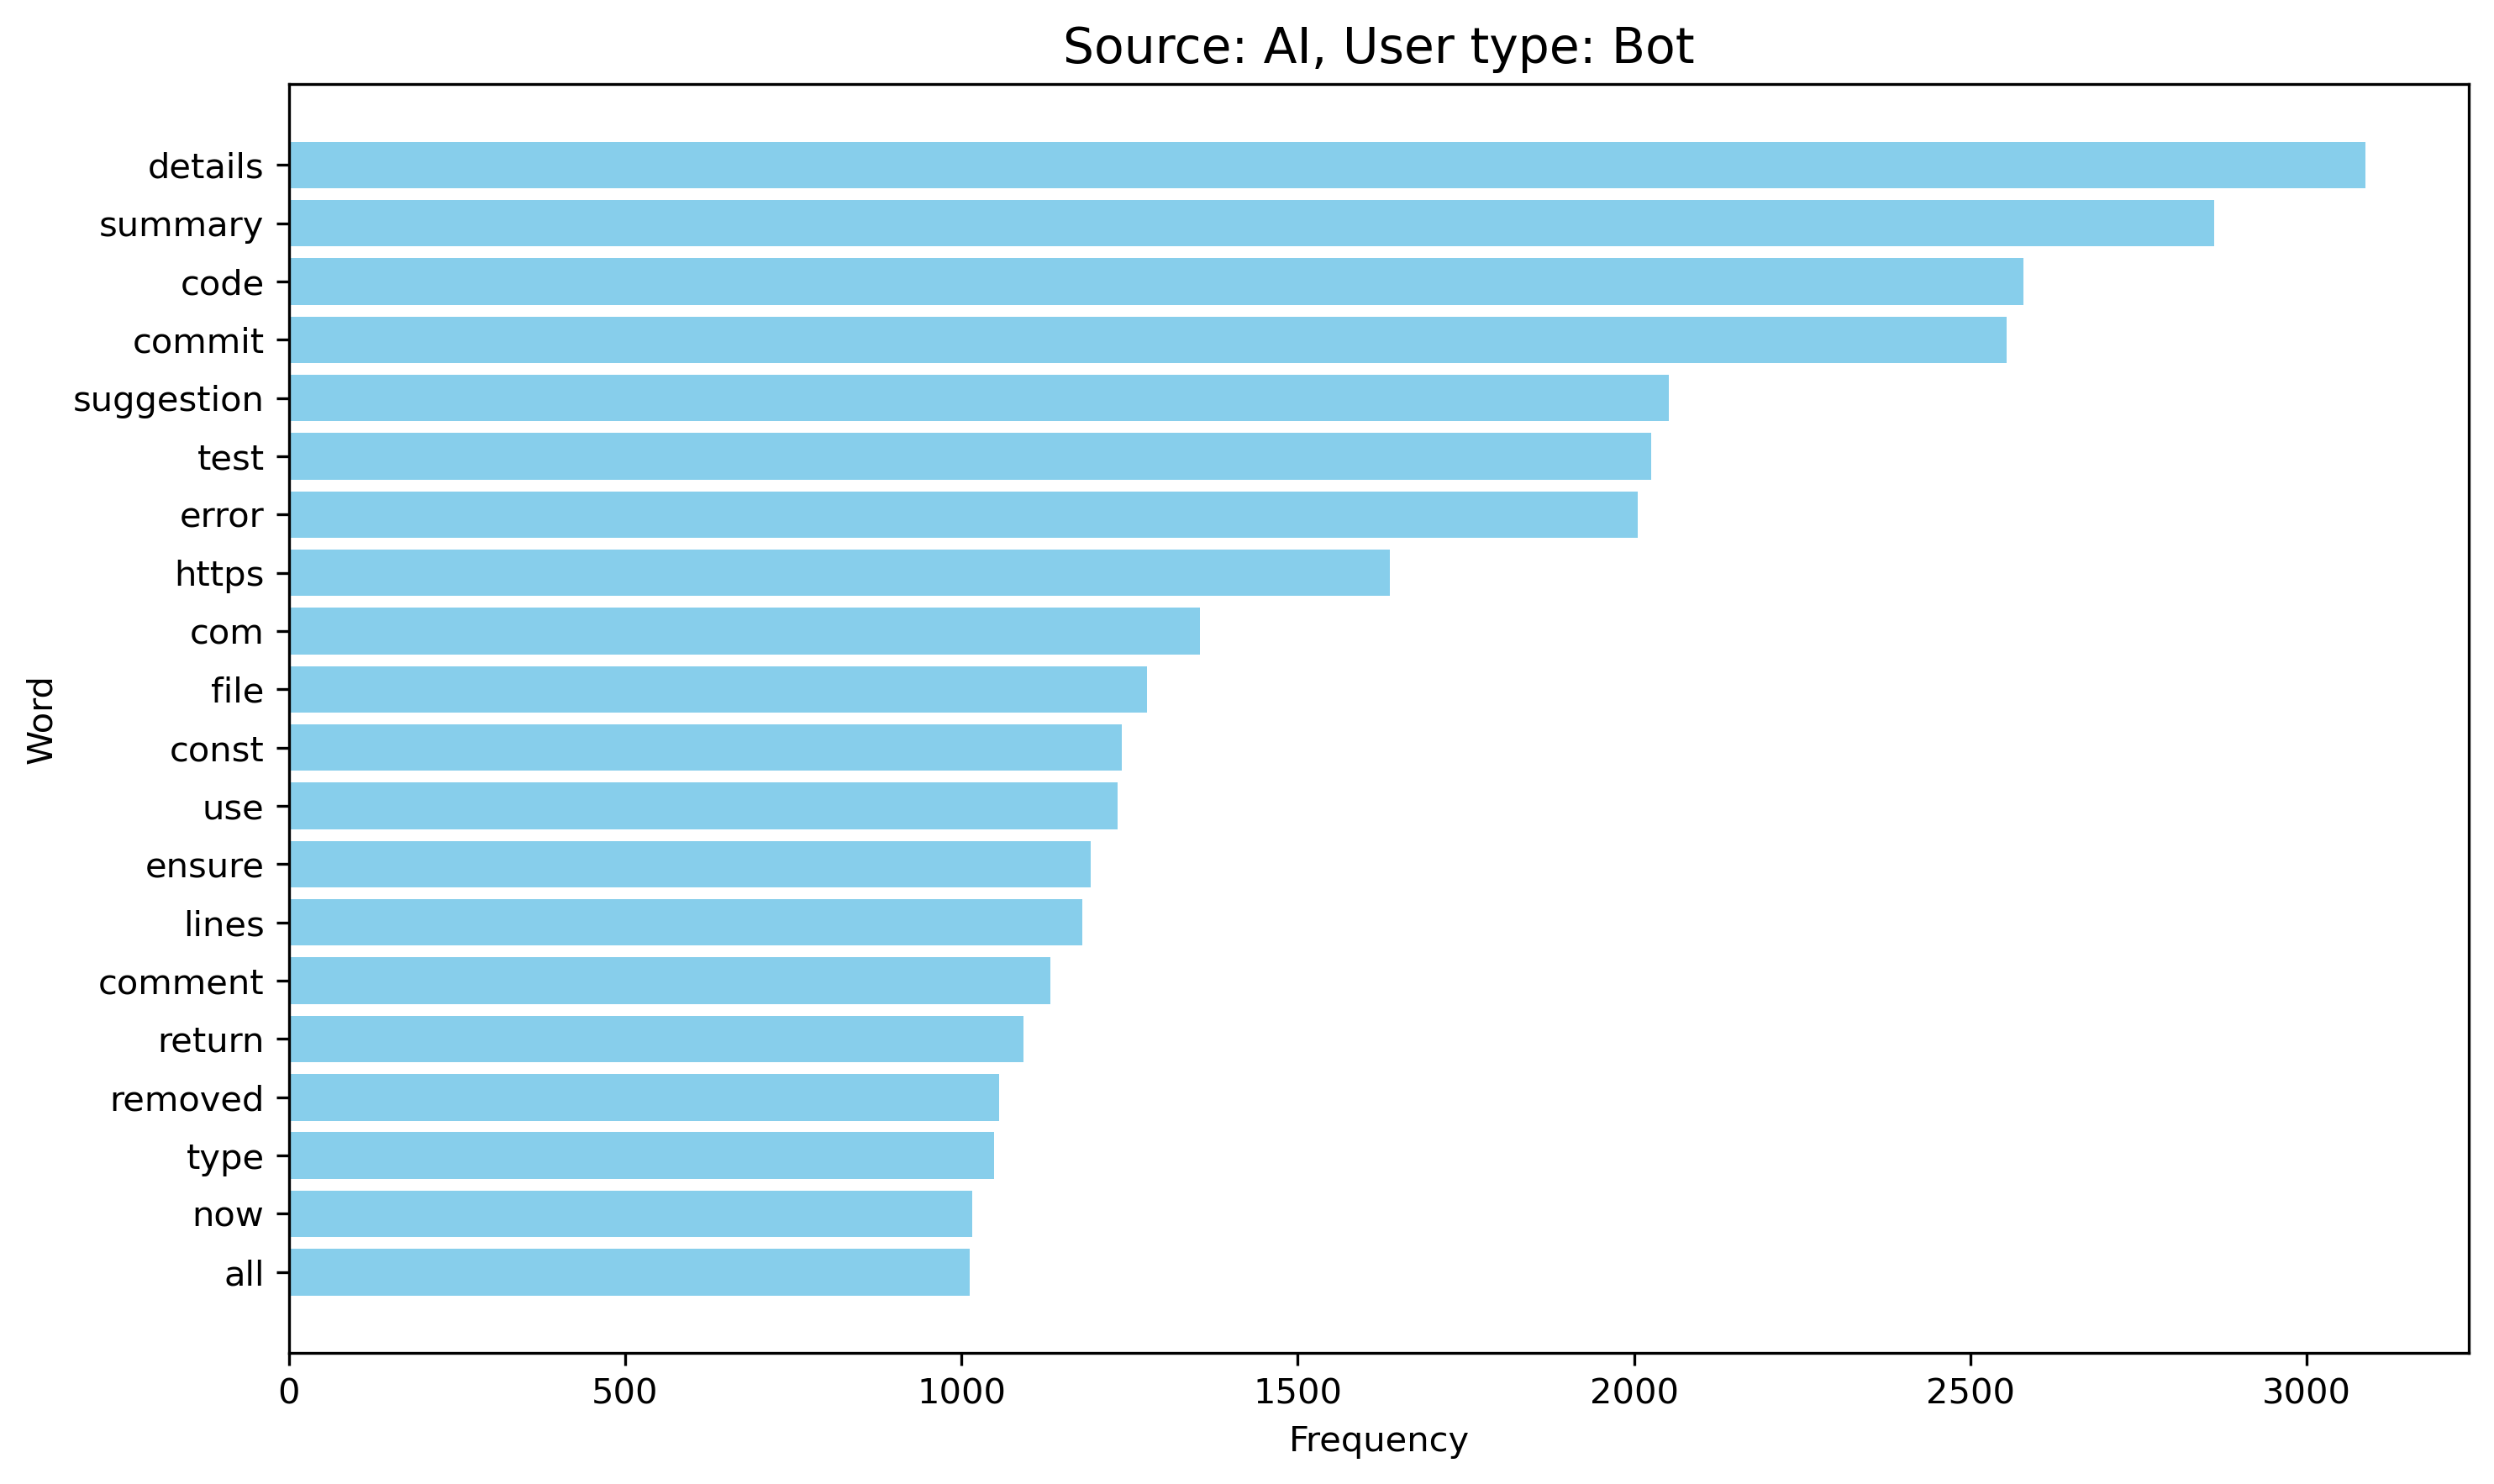 Source: AI, User type: Bot
details
summary
code
commit
suggestion
test
error
https
com
file
const
use
ensure
lines
comment
return
removed
type
now
all
Word
0 500 1000 1500 2000 2500 3000
Frequency